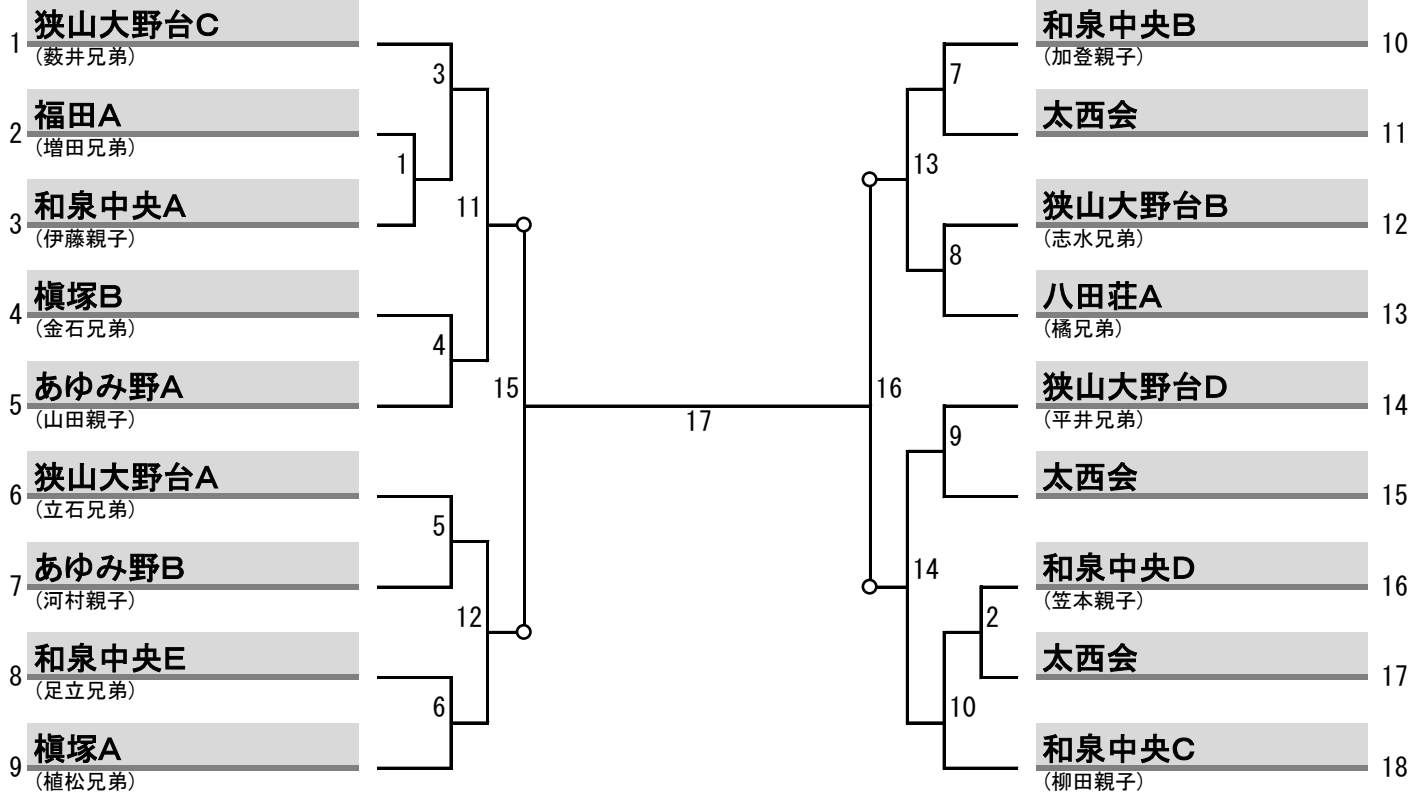 1
狭山大野台C
(薮井兄弟)
2
福田A
(増田兄弟)
3
和泉中央A
(伊藤親子)
4
槇塚B
(金石兄弟)
5
あゆみ野A
(山田親子)
6
狭山大野台A
(立石兄弟)
7
あゆみ野B
(河村親子)
8
和泉中央E
(足立兄弟)
9
槇塚A
(植松兄弟)
3
1
11
4
15
5
12
6
17
7
13
8
16
9
14
2
10
和泉中央B
(加登親子)
10
太西会
11
狭山大野台B
(志水兄弟)
12
八田荘A
(橘兄弟)
13
狭山大野台D
(平井兄弟)
14
太西会
15
和泉中央D
(笠本親子)
16
太西会
17
和泉中央C
(柳田親子)
18